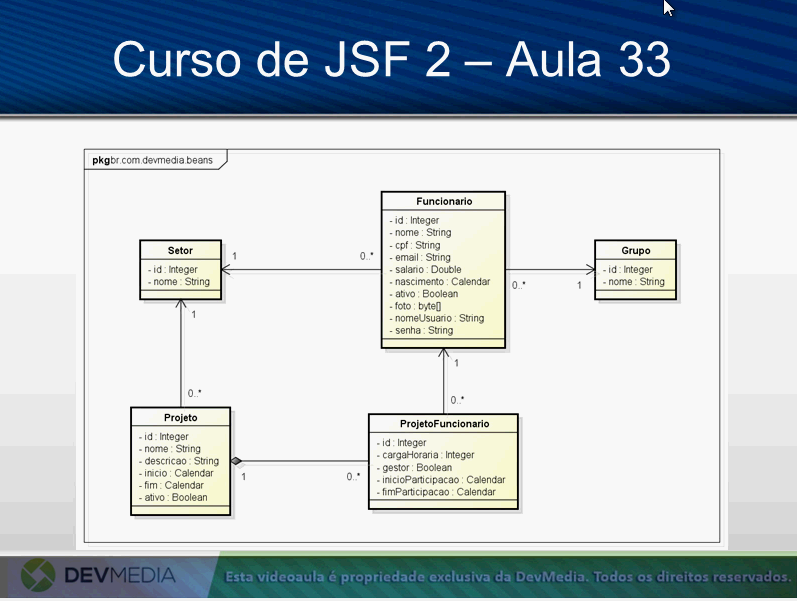 Curso de JSF 2 – Aula 33
pkg br.com.devmedia.beans
Funcionario
- id : Integer
- nome : String
- cpf : String
- email : String
- salario : Double
- nascimento : Calendar
- ativo : Boolean
- foto : byte[]
- nomeUsuario : String
- senha : String
Setor
- id : Integer
- nome : String
1
0..*
Grupo
- id : Integer
- nome : String
0..*
1
1
0..*
1
0..*
Projeto
- id : Integer
- nome : String
- descricao : String
- inicio : Calendar
- fim : Calendar
- ativo : Boolean
1
0..*
ProjetoFuncionario
- id : Integer
- cargaHoraria : Integer
- gestor : Boolean
- inicioParticipacao : Calendar
- fimParticipacao : Calendar
DEVMEDIA
Esta videoaula é propriedade exclusiva da DevMedia. Todos os direitos reservados.